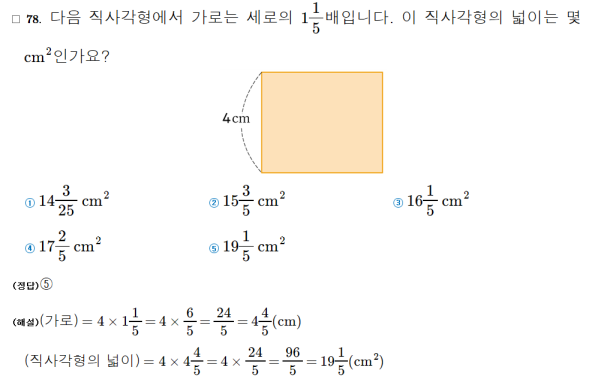 □ 78. 다음 직사각형에서 가로는 세로의 1 1/5배입니다. 이 직사각형의 넓이는 몇
cm²인가요?
4cm
① 14 3/25 cm² ② 15 3/5 cm² ③ 16 1/5 cm²
④ 17 2/5 cm² ⑤ 19 1/5 cm²
(정답)⑤
(해설)(가로) = 4 × 1 1/5 = 4 × 6/5 = 24/5 = 4 4/5(cm)
(직사각형의 넓이) = 4 × 4 4/5 = 4 × 24/5 = 96/5 = 19 1/5(cm²)